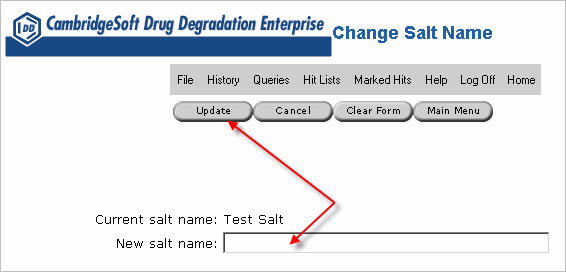 DD CambridgeSoft Drug Degradation Enterprise Change Salt Name
File History Queries Hit Lists Marked Hits Help Log Off Home
Update Cancel Clear Form Main Menu
Current salt name: Test Salt
New salt name: